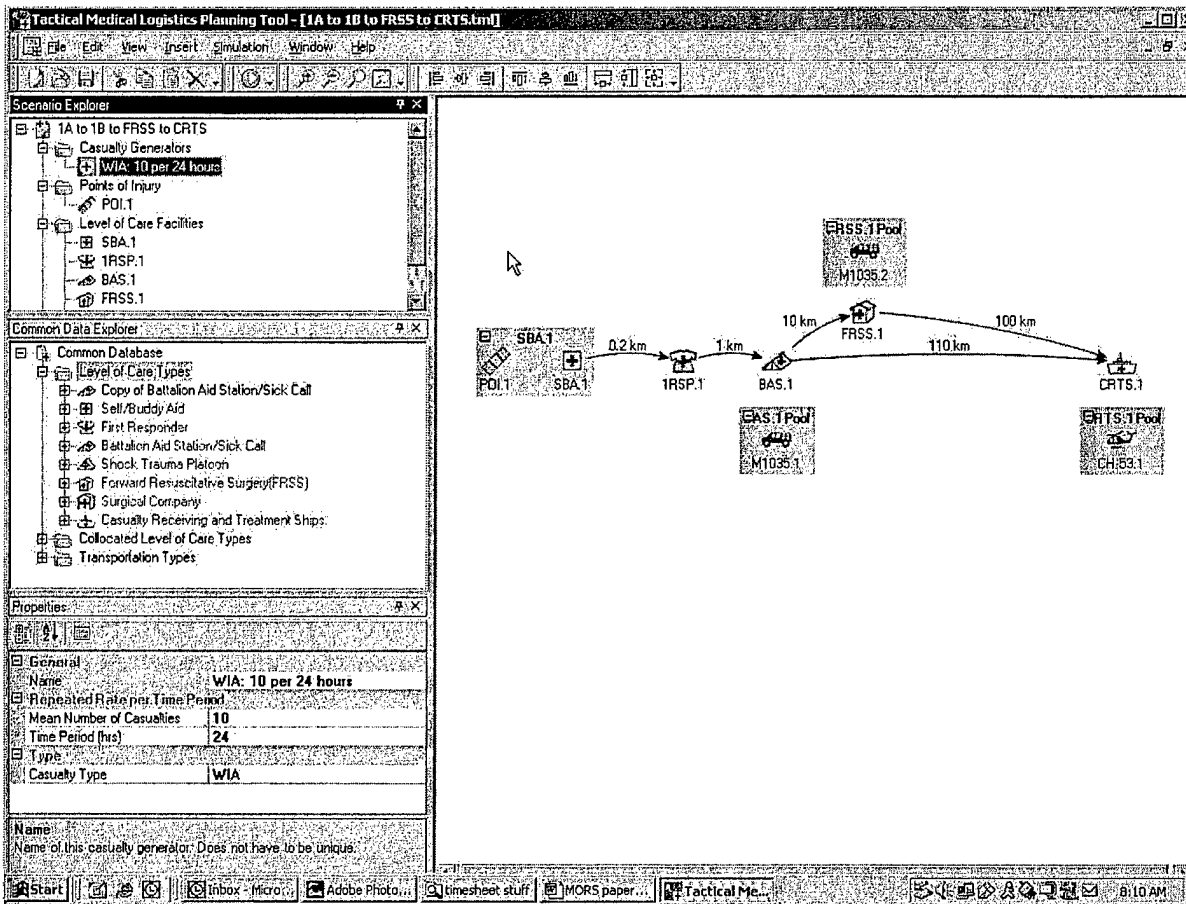 Tactical Medical Logistics Planning Tool - [1A to 1B to FRSS to CRTS.tml]
File Edit View Insert Simulation Window Help
Scenario Explorer
1A to 1B to FRSS to CRTS
Casualty Generators
WIA: 10 per 24 hours
Points of Injury
POI.1
Level of Care Facilities
SBA.1
1RSP.1
BAS.1
FRSS.1
Common Data Explorer
Common Database
Level of Care Types
Copy of Battalion Aid Station/Sick Call
Self/Buddy Aid
First Responder
Battalion Aid Station/Sick Call
Shock Trauma Platoon
Forward Resuscitative Surgery(FRSS)
Surgical Company
Casualty Receiving and Treatment Ships
Collocated Level of Care Types
Transportation Types
Properties
General
Name WIA: 10 per 24 hours
Repeated Rate per Time Period
Mean Number of Casualties 10
Time Period (hrs) 24
Type
Casualty Type WIA
Name
Name of this casualty generator. Does not have to be unique.
FRSS.1 Pool
M1035.2
SBA.1
POI.1
SBA.1
0.2 km
1RSP.1
1 km
BAS.1
10 km
FRSS.1
100 km
110 km
CRTS.1
BAS.1 Pool
M1035.1
CRTS.1 Pool
CH-53.1
Start
Inbox - Micro...
Adobe Photo...
timesheet stuff
MORS paper...
Tactical Me...
8:10 AM